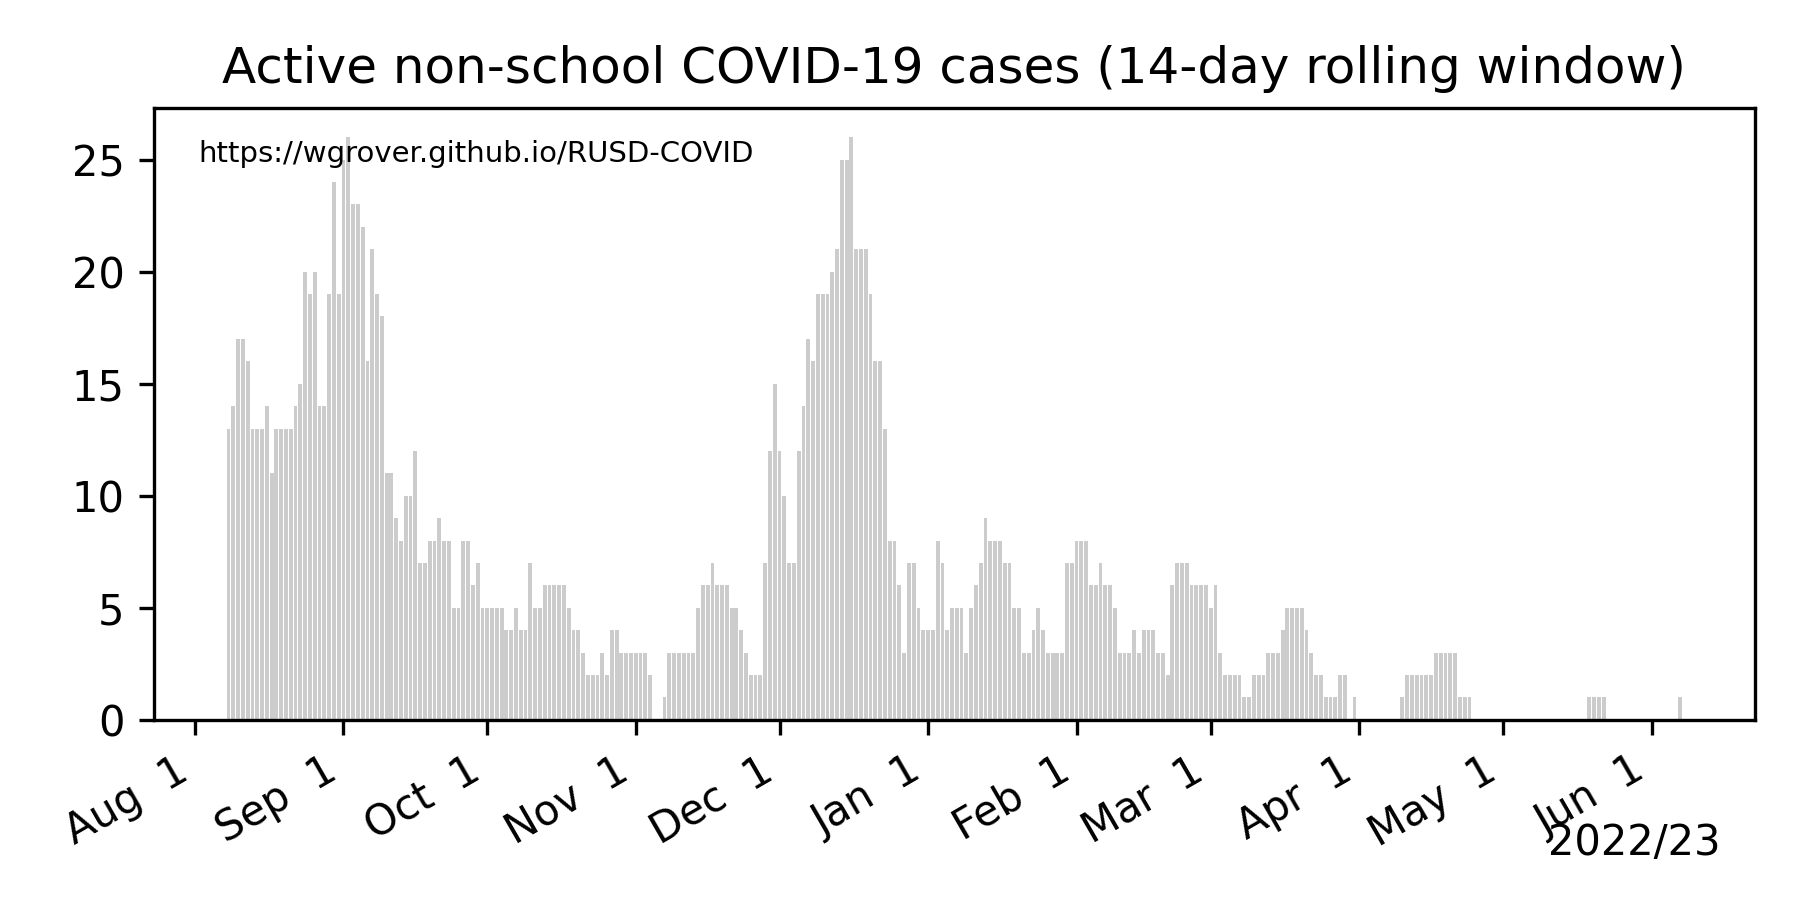 Active non-school COVID-19 cases (14-day rolling window)
https://wgrover.github.io/RUSD-COVID
25
20
15
10
5
0
Aug 1
Sep 1
Oct 1
Nov 1
Dec 1
Jan 1
Feb 1
Mar 1
Apr 1
May 1
Jun 1
2022/23